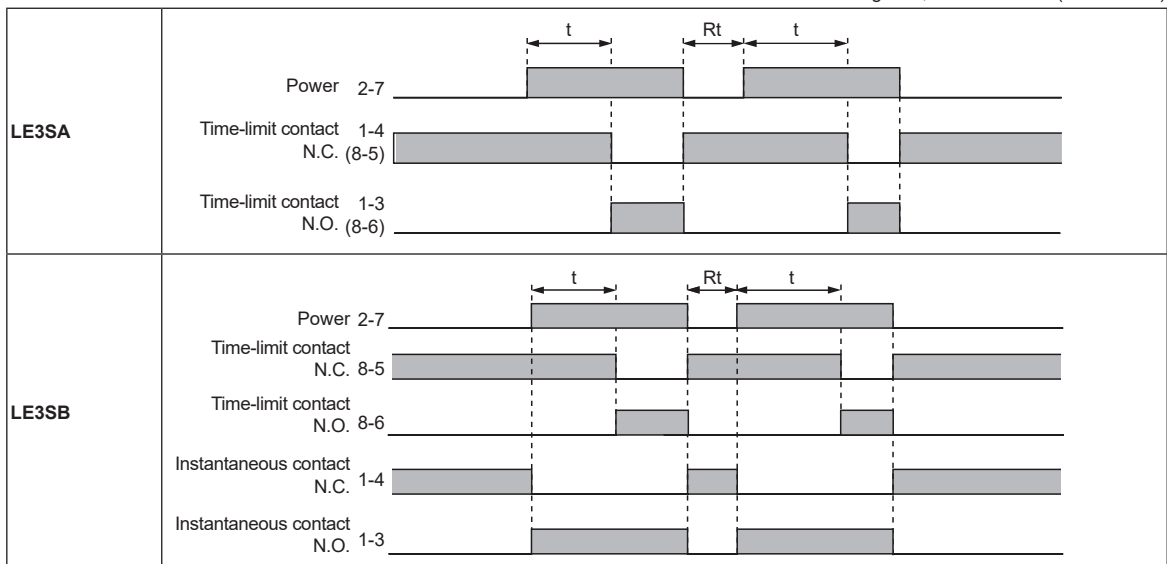 t Rt t
Power 2-7
LE3SA
Time-limit contact 1-4
N.C. (8-5)
Time-limit contact 1-3
N.O. (8-6)
t Rt t
Power 2-7
Time-limit contact
N.C. 8-5
LE3SB
Time-limit contact
N.O. 8-6
Instantaneous contact
N.C. 1-4
Instantaneous contact
N.O. 1-3